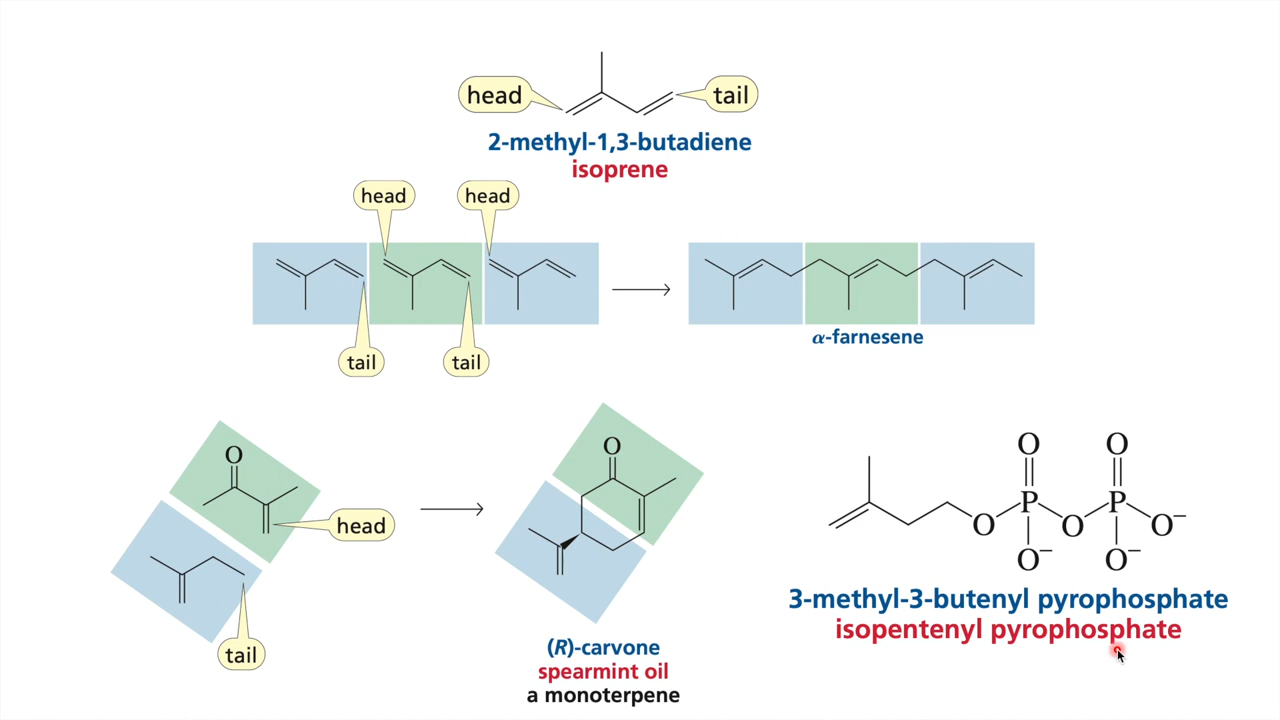 head
tail
2-methyl-1,3-butadiene
isoprene
head
head
tail
tail
α-farnesene
O
head
tail
O
(R)-carvone
spearmint oil
a monoterpene
O O
O P O P O⁻
O⁻ O⁻
3-methyl-3-butenyl pyrophosphate
isopentenyl pyrophosphate